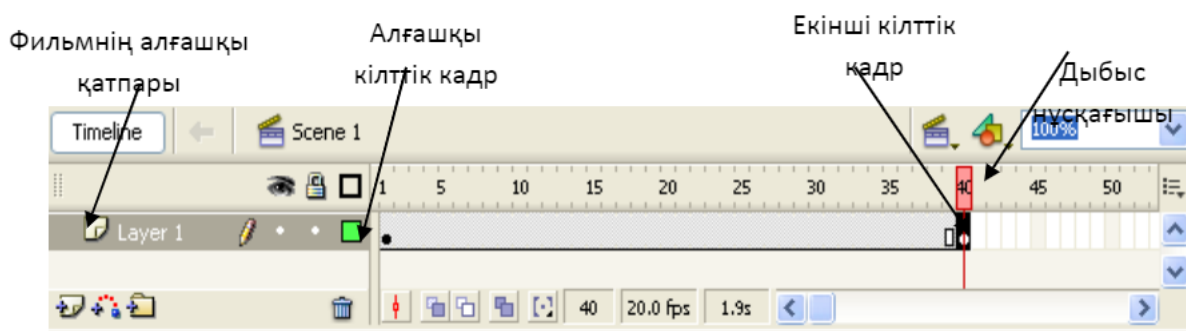 Фильмнің алғашқы
қатпары
Алғашқы
кілттік кадр
Екінші кілттік
кадр
Дыбыс
нұсқағышы
Timeline
Scene 1
100%
1 5 10 15 20 25 30 35 40 45 50
Layer 1
40 20.0 fps 1.9s